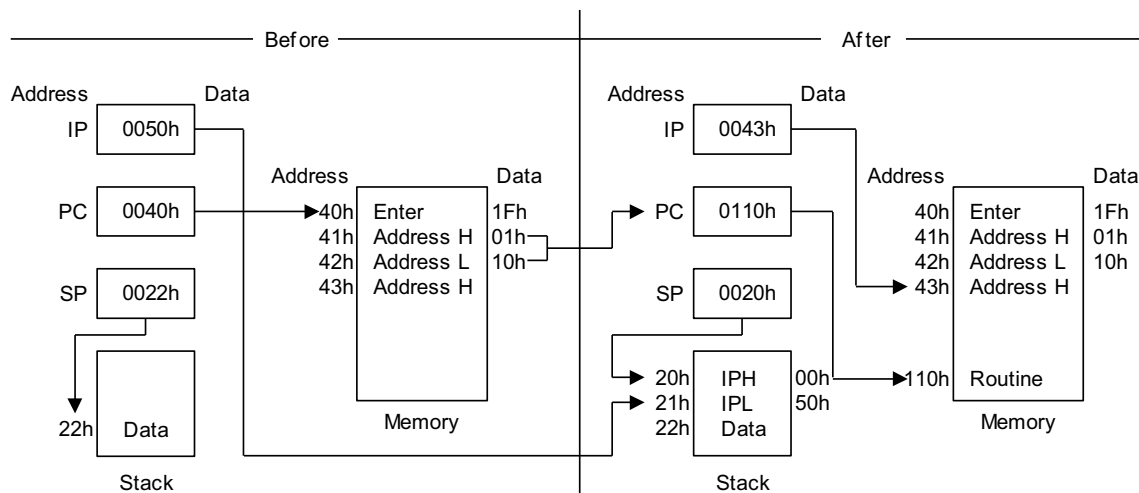 Before
Address
Data
IP
0050h
PC
0040h
SP
0022h
22h
Data
Stack
Address
Data
40h Enter 1Fh
41h Address H 01h
42h Address L 10h
43h Address H
Memory
After
Address
Data
IP
0043h
PC
0110h
SP
0020h
20h IPH 00h
21h IPL 50h
22h Data
Stack
Address
Data
40h Enter 1Fh
41h Address H 01h
42h Address L 10h
43h Address H
110h Routine
Memory